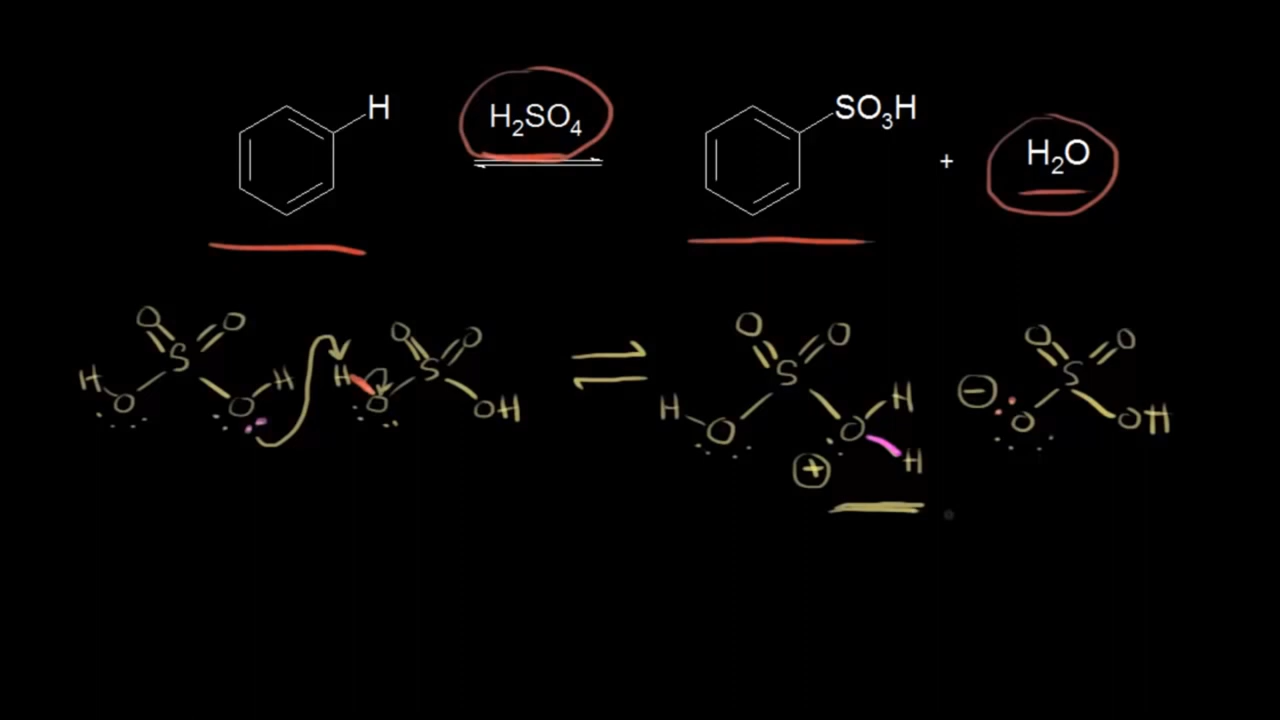 H H₂SO₄ ⇌ SO₃H + H₂O
O O O O ⇌ O O O O
S S S S
H O O H H O OH H O O H ⊖ O OH
⊕ H